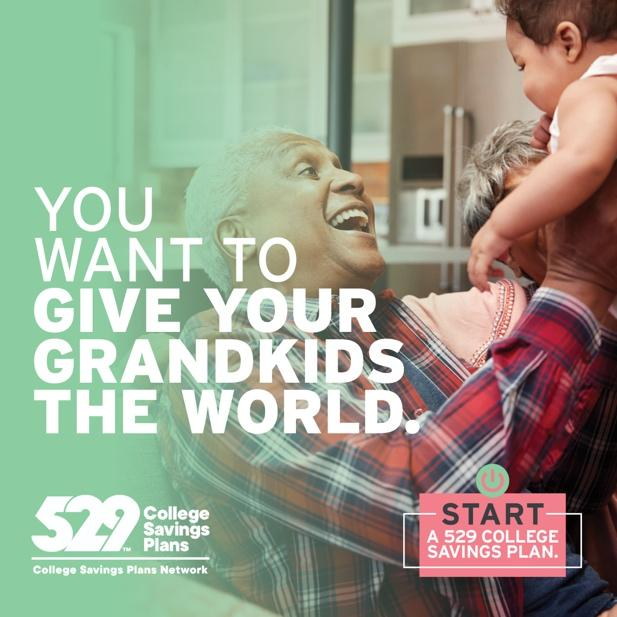 YOU
WANT TO
GIVE YOUR
GRANDKIDS
THE WORLD.
529™ College
Savings
Plans
College Savings Plans Network
START
A 529 COLLEGE
SAVINGS PLAN.